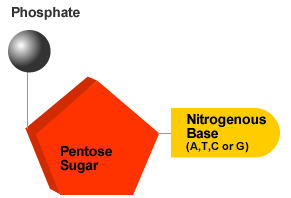 Phosphate
Pentose
Sugar
Nitrogenous
Base
(A,T,C or G)